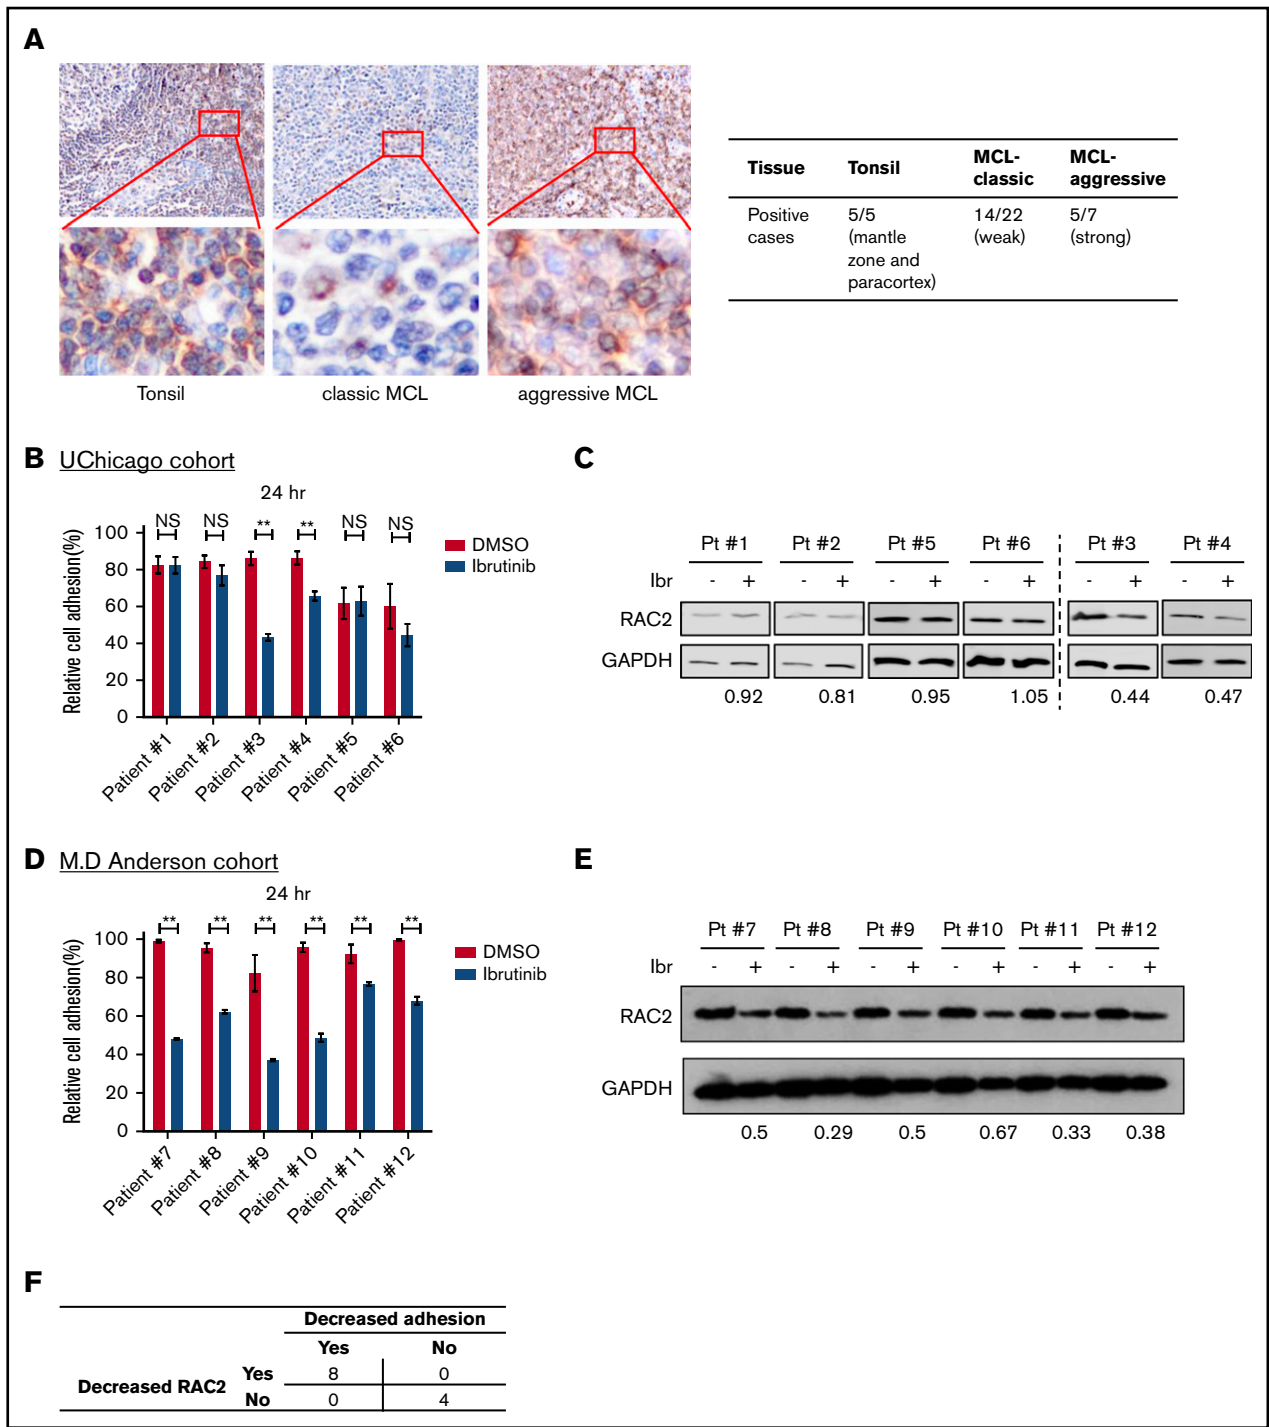 A
Tonsil
classic MCL
aggressive MCL
Tissue Tonsil MCL-classic MCL-aggressive
Positive cases 5/5 (mantle zone and paracortex) 14/22 (weak) 5/7 (strong)
B UChicago cohort
24 hr
NS NS ** ** NS NS
Relative cell adhesion(%)
100
80
60
40
20
0
DMSO
Ibrutinib
Patient #1
Patient #2
Patient #3
Patient #4
Patient #5
Patient #6
C
Pt #1 Pt #2 Pt #5 Pt #6 Pt #3 Pt #4
Ibr - + - + - + - + - + - +
RAC2
GAPDH
0.92 0.81 0.95 1.05 0.44 0.47
D M.D Anderson cohort
24 hr
** ** ** ** ** **
Relative cell adhesion(%)
100
80
60
40
20
0
DMSO
Ibrutinib
Patient #7
Patient #8
Patient #9
Patient #10
Patient #11
Patient #12
E
Pt #7 Pt #8 Pt #9 Pt #10 Pt #11 Pt #12
Ibr - + - + - + - + - + - +
RAC2
GAPDH
0.5 0.29 0.5 0.67 0.33 0.38
F
Decreased adhesion
Yes No
Decreased RAC2
Yes 8 0
No 0 4